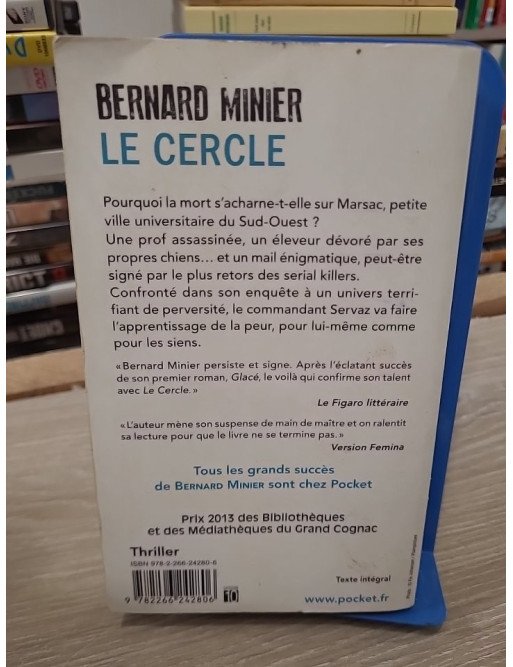 BERNARD MINIER
LE CERCLE
Pourquoi la mort s'acharne-t-elle sur Marsac, petite
ville universitaire du Sud-Ouest ?
Une prof assassinée, un éleveur dévoré par ses
propres chiens... et un mail énigmatique, peut-être
signé par le plus retors des serial killers.
Confronté dans son enquête à un univers terri-
fiant de perversité, le commandant Servaz va faire
l'apprentissage de la peur, pour lui-même comme
pour les siens.
« Bernard Minier persiste et signe. Après l'éclatant succès
de son premier roman, Glacé, le voilà qui confirme son talent
avec Le Cercle. »
Le Figaro littéraire
« L'auteur mène son suspense de main de maître et on ralentit
sa lecture pour que le livre ne se termine pas. »
Version Femina
Tous les grands succès
de BERNARD MINIER sont chez Pocket
Prix 2013 des Bibliothèques
et des Médiathèques du Grand Cognac
Thriller
ISBN 978-2-266-24280-6
9 782266 242806
10
Texte intégral
www.pocket.fr
DVD